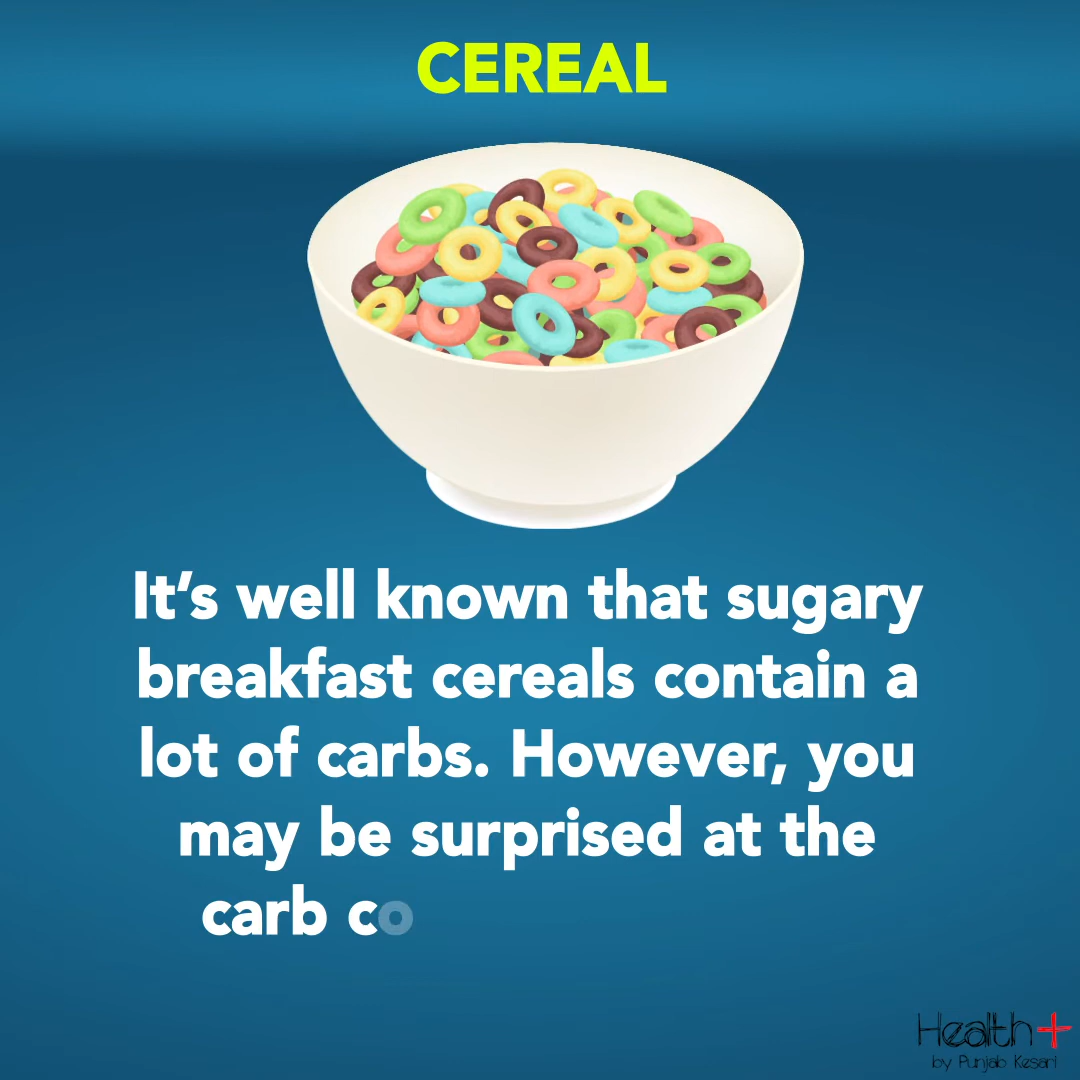 CEREAL
It's well known that sugary
breakfast cereals contain a
lot of carbs. However, you
may be surprised at the
carb co
Health+
by Punjab Kesari